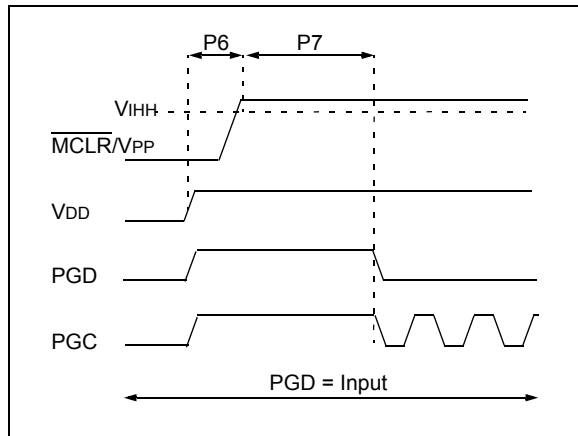 P6
P7
VIHH
MCLR/VPP
VDD
PGD
PGC
PGD = Input